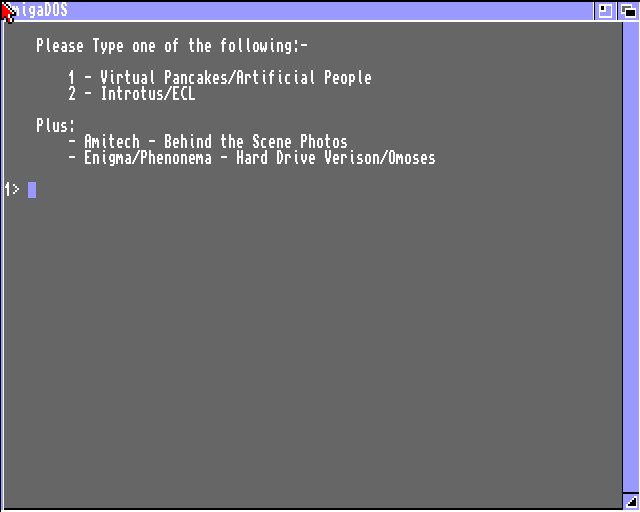 AmigaDOS
Please Type one of the following:-
1 - Virtual Pancakes/Artificial People
2 - Introtus/ECL
Plus:
- Amitech - Behind the Scene Photos
- Enigma/Phenonema - Hard Drive Verison/Omoses
1>